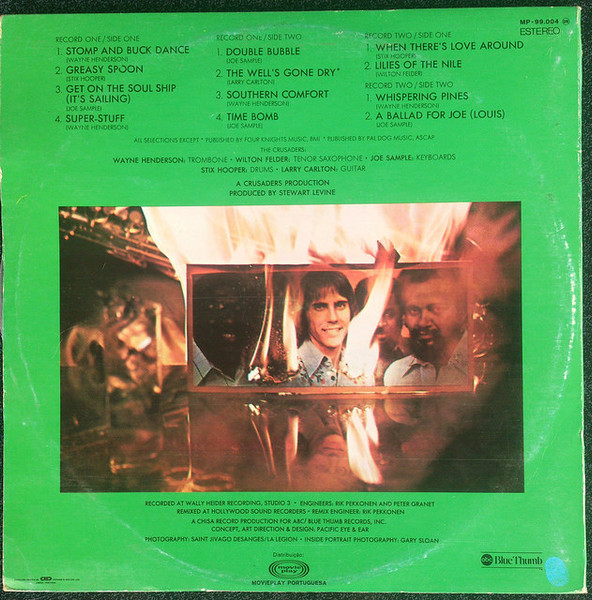 MP-99.004
ESTEREO
RECORD ONE / SIDE ONE
1. STOMP AND BUCK DANCE
(WAYNE HENDERSON)
2. GREASY SPOON
(STIX HOOPER)
3. GET ON THE SOUL SHIP
(IT'S SAILING)
(JOE SAMPLE)
4. SUPER-STUFF
(WAYNE HENDERSON)
RECORD ONE / SIDE TWO
1. DOUBLE BUBBLE
(JOE SAMPLE)
2. THE WELL'S GONE DRY*
(LARRY CARLTON)
3. SOUTHERN COMFORT
(WAYNE HENDERSON)
4. TIME BOMB
(JOE SAMPLE)
RECORD TWO / SIDE ONE
1. WHEN THERE'S LOVE AROUND
(STIX HOOPER)
2. LILIES OF THE NILE
(WILTON FELDER)
RECORD TWO / SIDE TWO
1. WHISPERING PINES
(WAYNE HENDERSON)
2. A BALLAD FOR JOE (LOUIS)
(JOE SAMPLE)
ALL SELECTIONS EXCEPT * PUBLISHED BY FOUR KNIGHTS MUSIC, BMI • *PUBLISHED BY PAL DOG MUSIC, ASCAP
THE CRUSADERS:
WAYNE HENDERSON: TROMBONE • WILTON FELDER: TENOR SAXOPHONE • JOE SAMPLE: KEYBOARDS
STIX HOOPER: DRUMS • LARRY CARLTON: GUITAR
A CRUSADERS PRODUCTION
PRODUCED BY STEWART LEVINE
RECORDED AT WALLY HEIDER RECORDING, STUDIO 3 • ENGINEERS: RIK PEKKONEN AND PETER GRANET
REMIXED AT HOLLYWOOD SOUND RECORDERS • REMIX ENGINEER: RIK PEKKONEN
A CHISA RECORD PRODUCTION FOR ABC/ BLUE THUMB RECORDS, INC.
CONCEPT, ART DIRECTION & DESIGN: PACIFIC EYE & EAR
PHOTOGRAPHY: SAINT JIVAGO DESANGES/LA LEGION • INSIDE PORTRAIT PHOTOGRAPHY: GARY SLOAN
Distribuição:
movie play
MOVIEPLAY PORTUGUESA
abc Blue Thumb